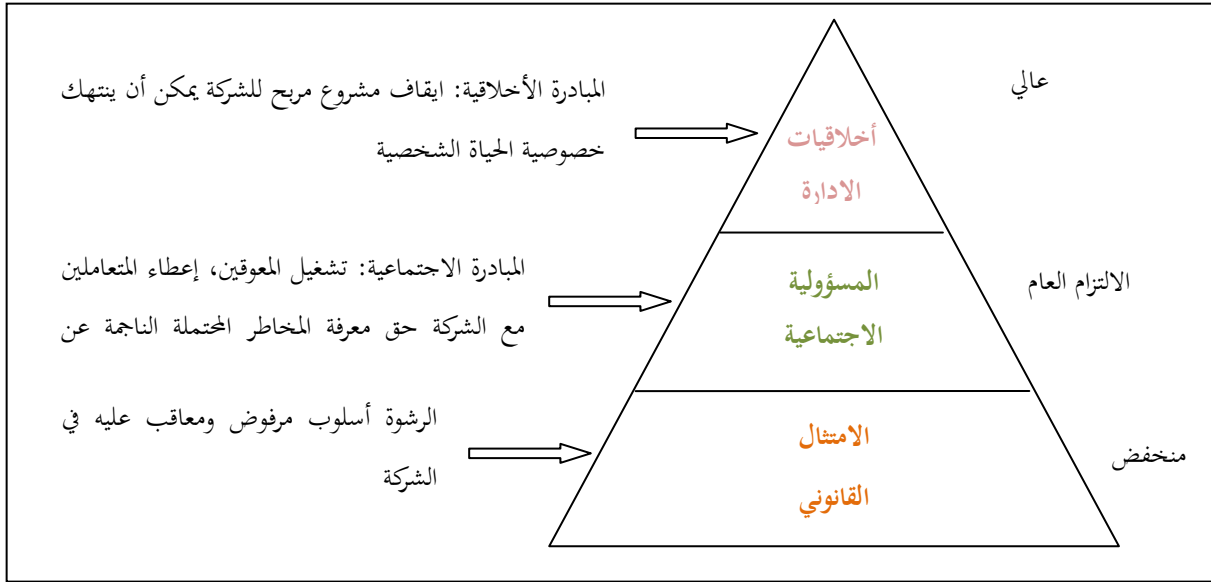 عالي
المبادرة الأخلاقية: ايقاف مشروع مربح للشركة يمكن أن ينتهك
خصوصية الحياة الشخصية
أخلاقيات
الادارة
الالتزام العام
المبادرة الاجتماعية: تشغيل المعوقين، إعطاء المتعاملين
مع الشركة حق معرفة المخاطر المحتملة الناجمة عن
المسؤولية
الاجتماعية
منخفض
الرشوة أسلوب مرفوض ومعاقب عليه في
الشركة
الامتثال
القانوني